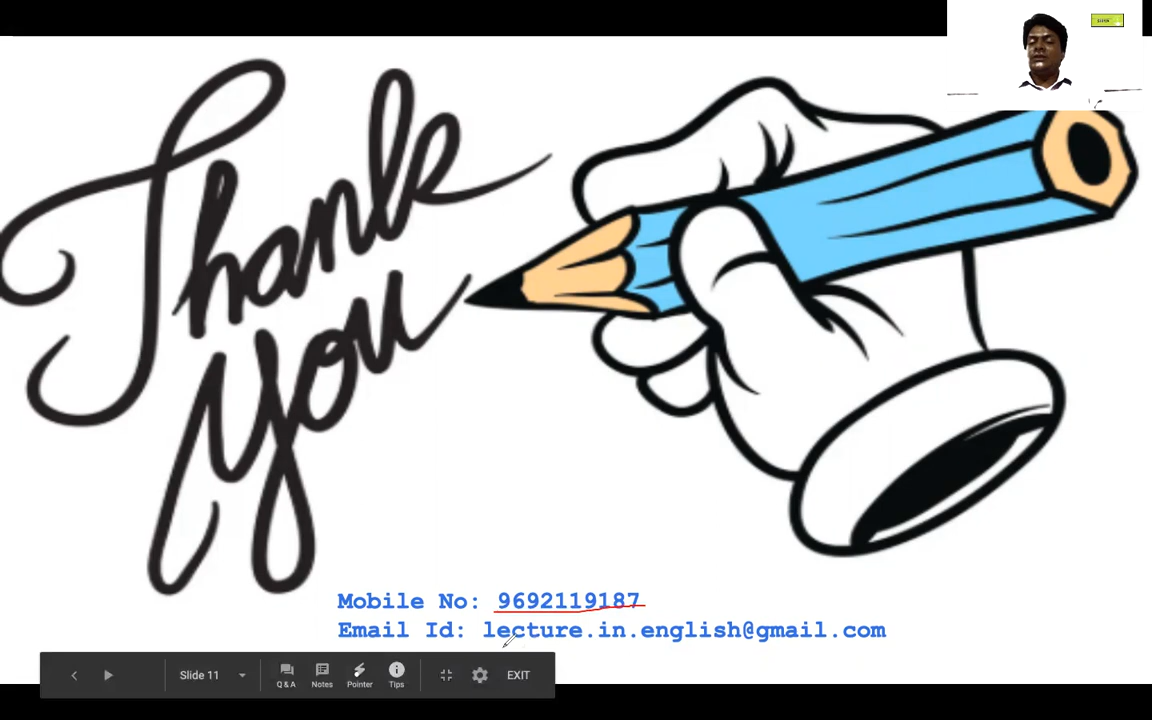 Thank
you
Mobile No: 9692119187
Email Id: lecture.in.english@gmail.com
Slide 11
Q & A
Notes
Pointer
Tips
EXIT